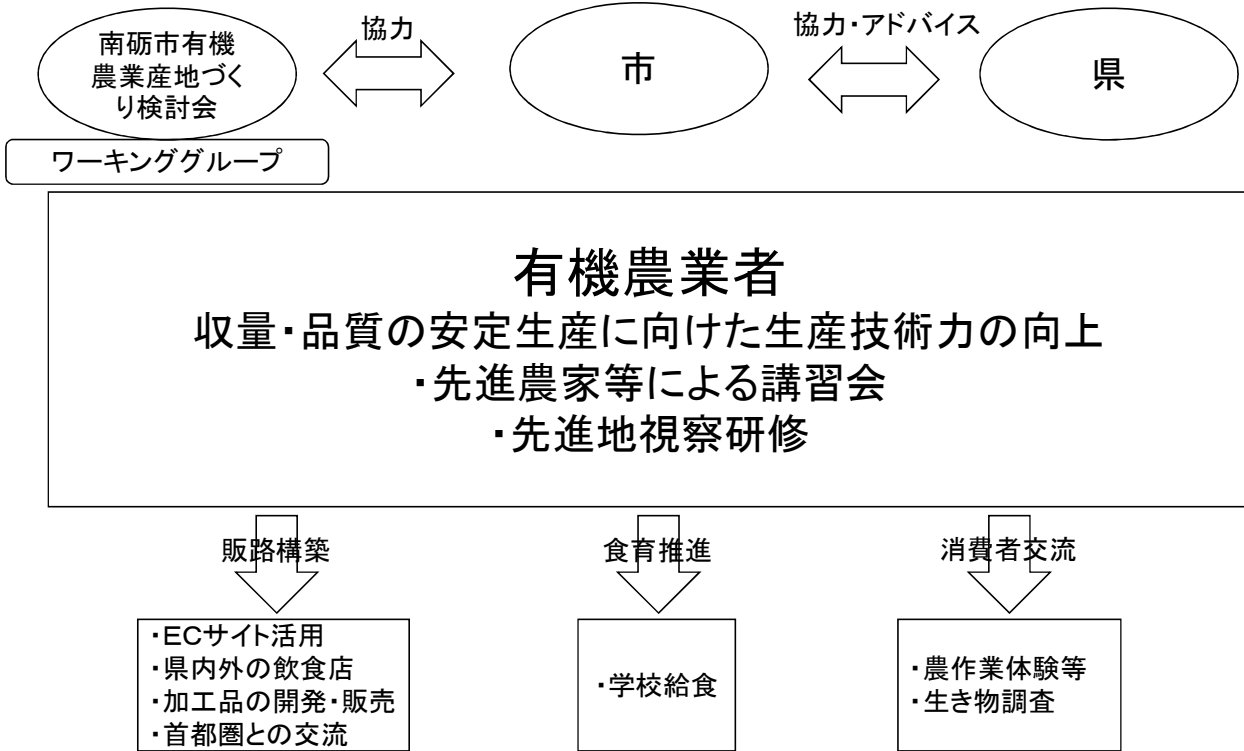 協力
協力・アドバイス
南砺市有機
農業産地づく
り検討会
市
県
ワーキンググループ
有機農業者
収量・品質の安定生産に向けた生産技術力の向上
・先進農家等による講習会
・先進地視察研修
販路構築
食育推進
消費者交流
・ECサイト活用
・県内外の飲食店
・加工品の開発・販売
・首都圏との交流
・学校給食
・農作業体験等
・生き物調査